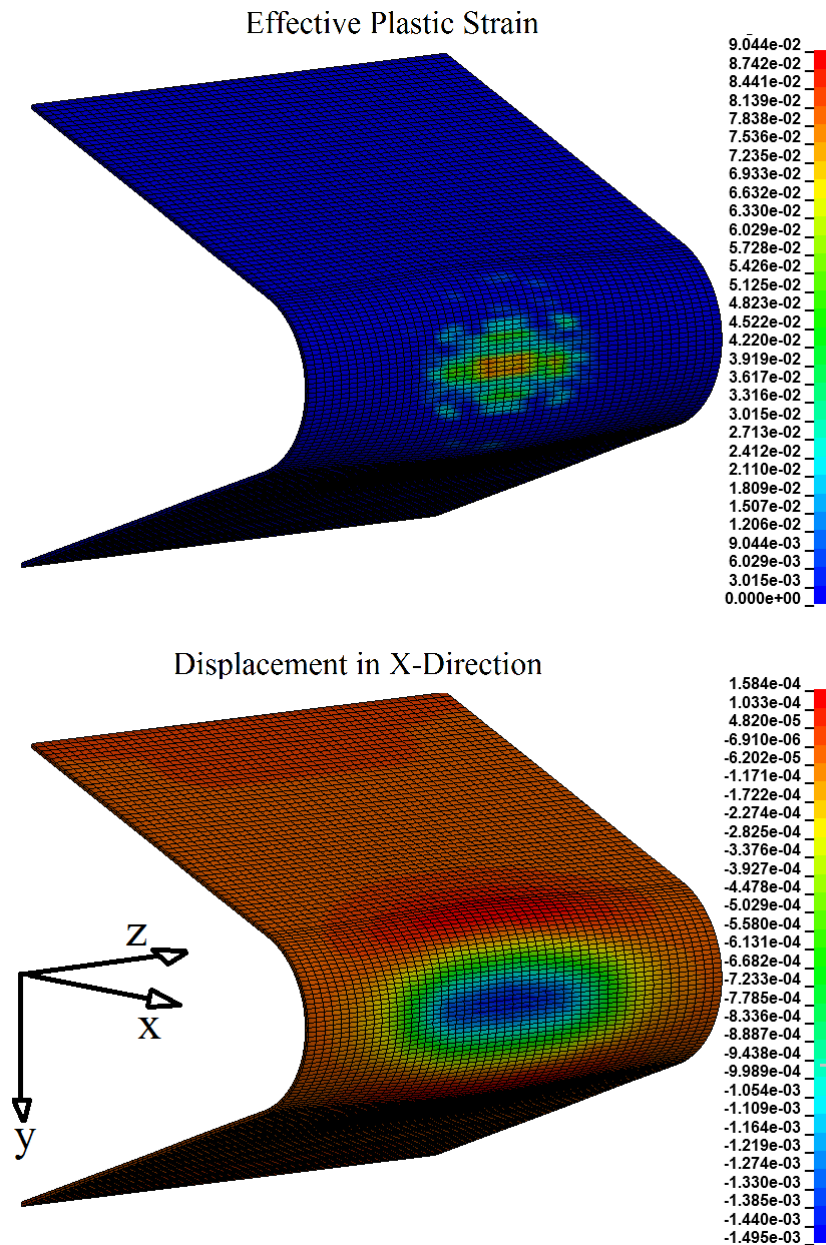 Effective Plastic Strain
9.044e-02
8.742e-02
8.441e-02
8.139e-02
7.838e-02
7.536e-02
7.235e-02
6.933e-02
6.632e-02
6.330e-02
6.029e-02
5.728e-02
5.426e-02
5.125e-02
4.823e-02
4.522e-02
4.220e-02
3.919e-02
3.617e-02
3.316e-02
3.015e-02
2.713e-02
2.412e-02
2.110e-02
1.809e-02
1.507e-02
1.206e-02
9.044e-03
6.029e-03
3.015e-03
0.000e+00
Displacement in X-Direction
1.584e-04
1.033e-04
4.820e-05
-6.910e-06
-6.202e-05
-1.171e-04
-1.722e-04
-2.274e-04
-2.825e-04
-3.376e-04
-3.927e-04
-4.478e-04
-5.029e-04
-5.580e-04
-6.131e-04
-6.682e-04
-7.233e-04
-7.785e-04
-8.336e-04
-8.887e-04
-9.438e-04
-9.989e-04
-1.054e-03
-1.109e-03
-1.164e-03
-1.219e-03
-1.274e-03
-1.330e-03
-1.385e-03
-1.440e-03
-1.495e-03
z
x
y